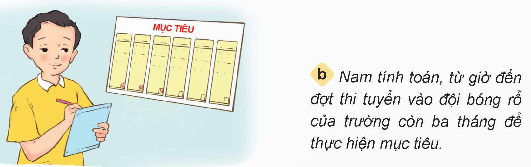 MỤC TIÊU
b Nam tính toán, từ giờ đến
đợt thi tuyển vào đội bóng rổ
của trường còn ba tháng để
thực hiện mục tiêu.